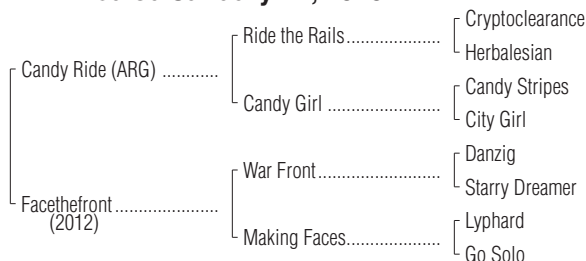 Cryptoclearance
Ride the Rails
Herbalesian
Candy Ride (ARG)
Candy Stripes
Candy Girl
City Girl
Danzig
War Front
Starry Dreamer
Facethefront
(2012)
Lyphard
Making Faces
Go Solo